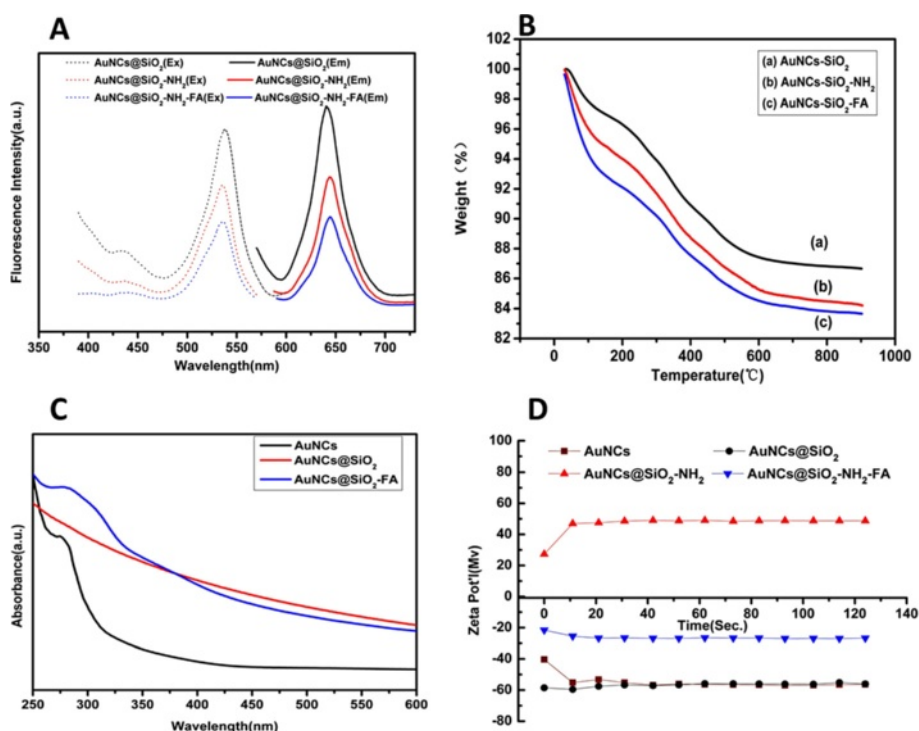 A
AuNCs@SiO₂(Ex) AuNCs@SiO₂(Em)
AuNCs@SiO₂-NH₂(Ex) AuNCs@SiO₂-NH₂(Em)
AuNCs@SiO₂-NH₂-FA(Ex) AuNCs@SiO₂-NH₂-FA(Em)
Fluorescence Intensity(a.u.)
350 400 450 500 550 600 650 700
Wavelength(nm)
B
102
100
98
96
94
92
90
88
86
84
82
(a) AuNCs-SiO₂
(b) AuNCs-SiO₂-NH₂
(c) AuNCs-SiO₂-FA
Weight (%)
(a)
(b)
(c)
0 200 400 600 800 1000
Temperature(℃)
C
AuNCs
AuNCs@SiO₂
AuNCs@SiO₂-FA
Absorbance(a.u.)
250 300 350 400 450 500 550 600
Wavelength(nm)
D
100
80
60
40
20
0
-20
-40
-60
-80
AuNCs AuNCs@SiO₂
AuNCs@SiO₂-NH₂ AuNCs@SiO₂-NH₂-FA
Zeta Pot'l(Mv)
0 20 40 60 80 100 120 140
Time(Sec.)